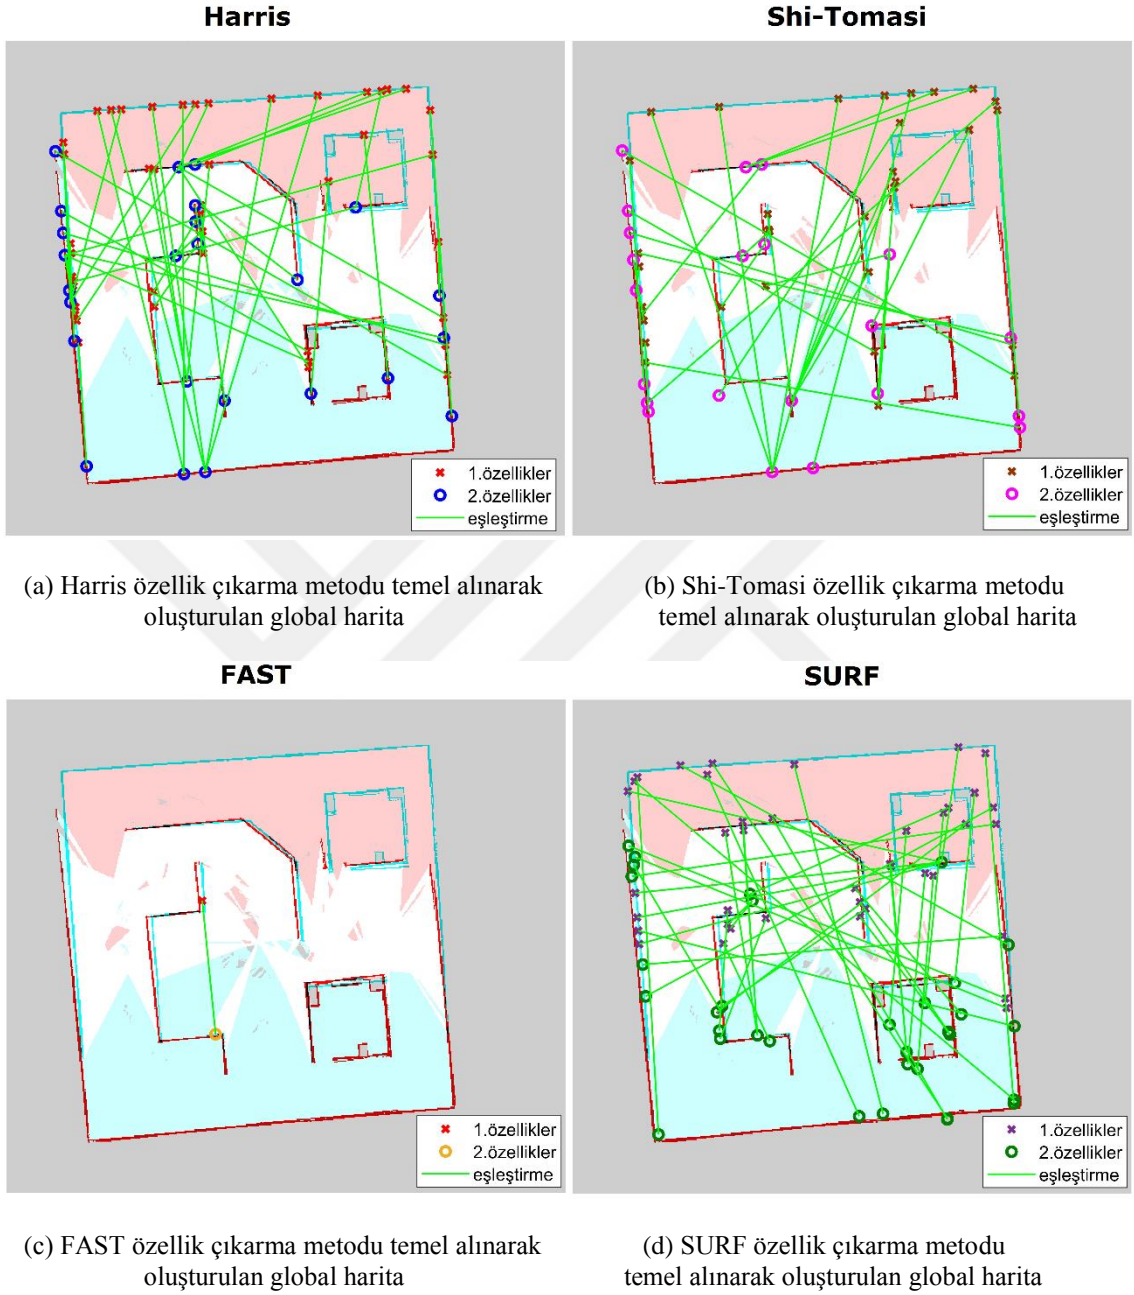 Harris
Shi-Tomasi
1.özellikler
2.özellikler
eşleştirme
1.özellikler
2.özellikler
eşleştirme
(a) Harris özellik çıkarma metodu temel alınarak
oluşturulan global harita
(b) Shi-Tomasi özellik çıkarma metodu
temel alınarak oluşturulan global harita
FAST
SURF
1.özellikler
2.özellikler
eşleştirme
1.özellikler
2.özellikler
eşleştirme
(c) FAST özellik çıkarma metodu temel alınarak
oluşturulan global harita
(d) SURF özellik çıkarma metodu
temel alınarak oluşturulan global harita